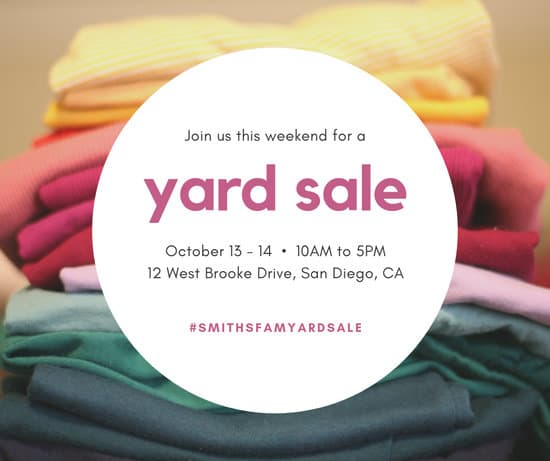 Join us this weekend for a
yard sale
October 13 - 14 • 10AM to 5PM
12 West Brooke Drive, San Diego, CA
#SMITHSFAMYARDSALE